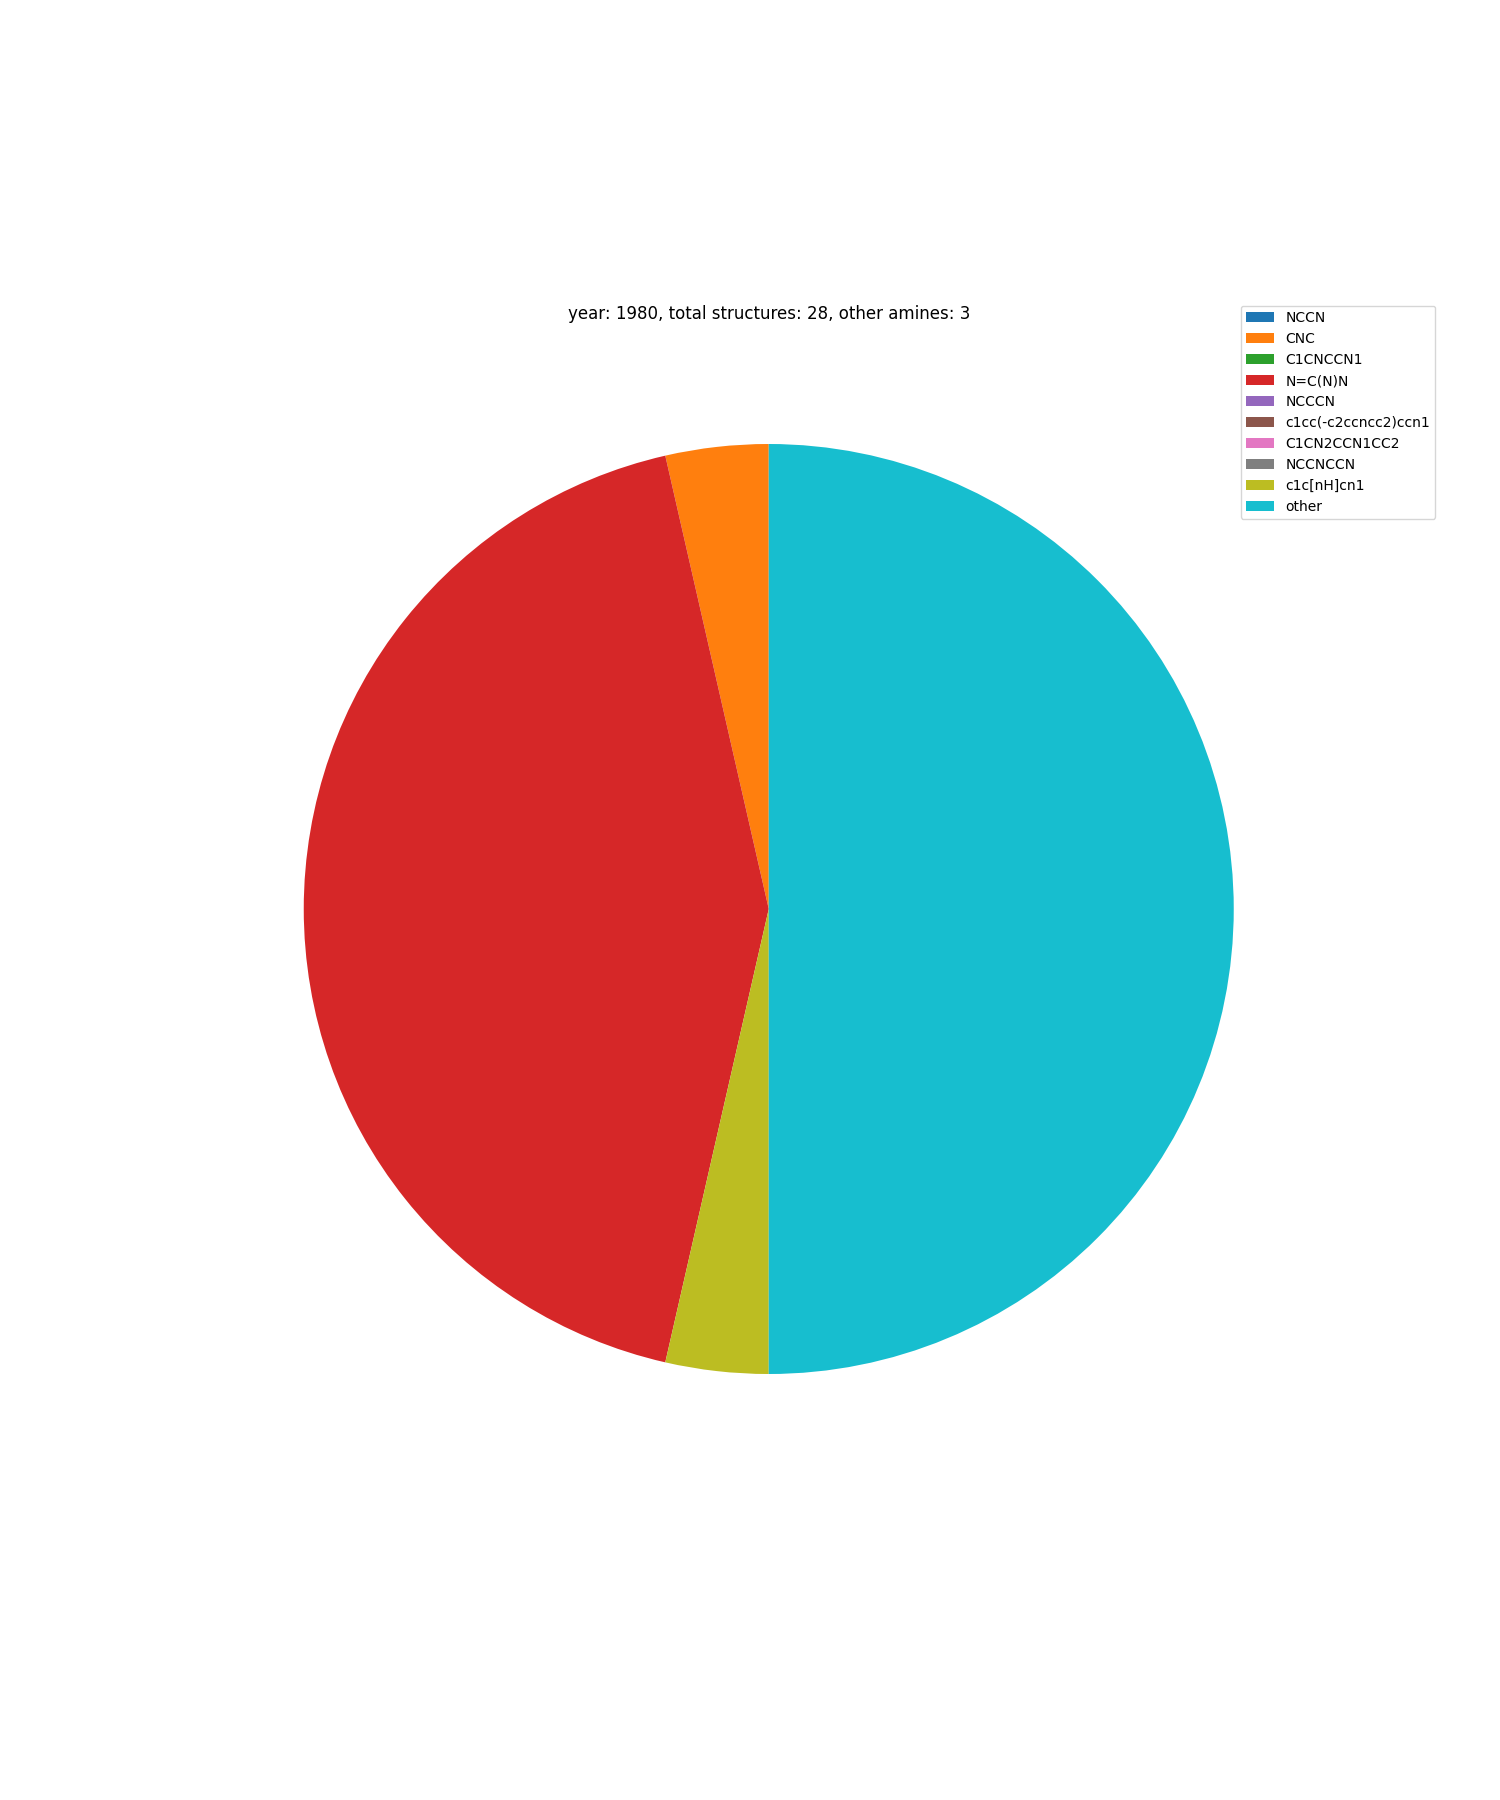 year: 1980, total structures: 28, other amines: 3
NCCN
CNC
C1CNCCN1
N=C(N)N
NCCCN
c1cc(-c2ccncc2)ccn1
C1CN2CCN1CC2
NCCNCCN
c1c[nH]cn1
other